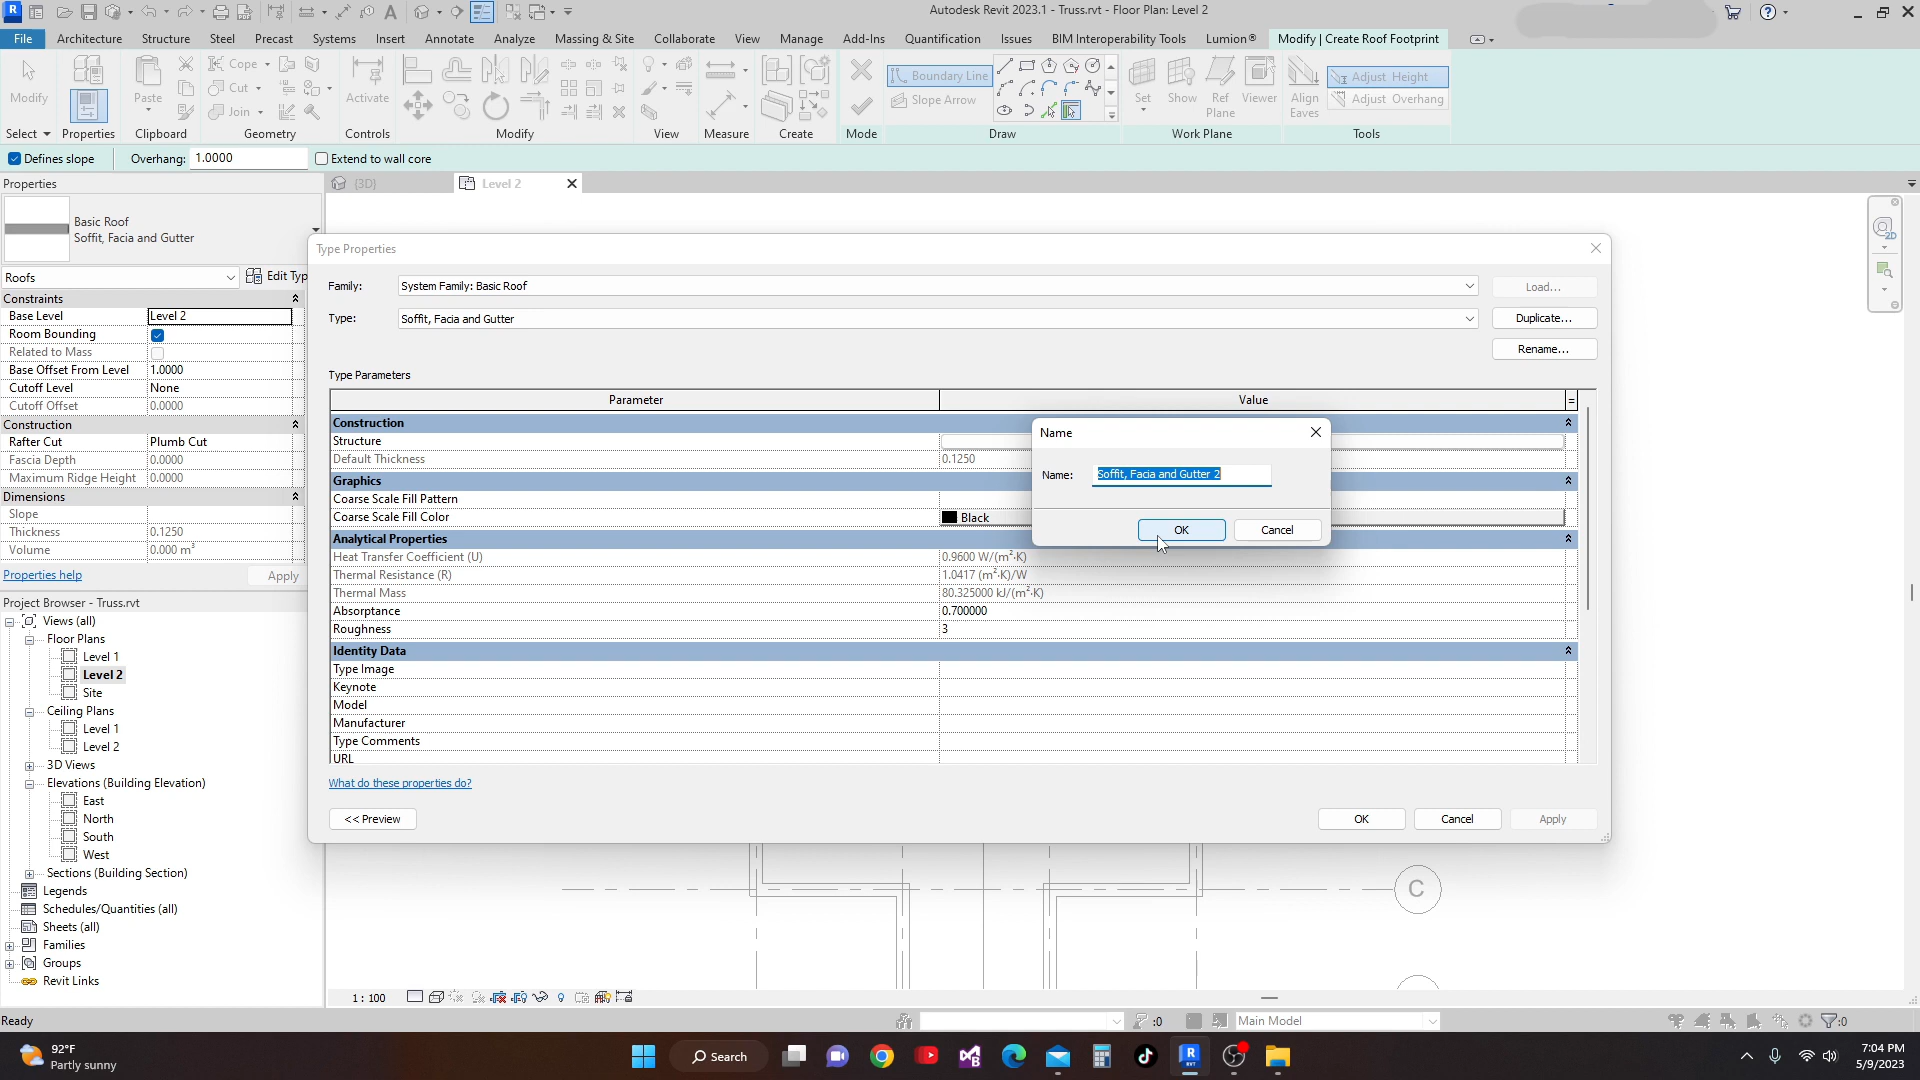 Autodesk Revit 2023.1 - Truss.rvt - Floor Plan: Level 2
File Architecture Structure Steel Precast Systems Insert Annotate Analyze Massing & Site Collaborate View Manage Add-Ins Quantification Issues BIM Interoperability Tools Lumion® Modify | Create Roof Footprint
Modify Paste Cope Cut Join Activate Boundary Line Slope Arrow Set Show Ref Plane Viewer Align Eaves Adjust Height Adjust Overhang
Select Properties Clipboard Geometry Controls Modify View Measure Create Mode Draw Work Plane Tools
Defines slope Overhang: 1.0000 Extend to wall core
Properties
{3D} Level 2
Basic Roof
Soffit, Facia and Gutter
Roofs Edit Typ
Constraints
Base Level Level 2
Room Bounding
Related to Mass
Base Offset From Level 1.0000
Cutoff Level None
Cutoff Offset 0.0000
Construction
Rafter Cut Plumb Cut
Fascia Depth 0.0000
Maximum Ridge Height 0.0000
Dimensions
Slope
Thickness 0.1250
Volume 0.000 m³
Properties help Apply
Project Browser - Truss.rvt
Views (all)
Floor Plans
Level 1
Level 2
Site
Ceiling Plans
Level 1
Level 2
3D Views
Elevations (Building Elevation)
East
North
South
West
Sections (Building Section)
Legends
Schedules/Quantities (all)
Sheets (all)
Families
Groups
Revit Links
Type Properties
Family: System Family: Basic Roof Load...
Type: Soffit, Facia and Gutter Duplicate...
Rename...
Type Parameters
Parameter Value =
Construction
Structure
Default Thickness 0.1250
Graphics
Coarse Scale Fill Pattern
Coarse Scale Fill Color Black
Analytical Properties
Heat Transfer Coefficient (U) 0.9600 W/(m²·K)
Thermal Resistance (R) 1.0417 (m²·K)/W
Thermal Mass 80.325000 kJ/(m²·K)
Absorptance 0.700000
Roughness 3
Identity Data
Type Image
Keynote
Model
Manufacturer
Type Comments
URL
What do these properties do?
<< Preview OK Cancel Apply
Name
Name: Soffit, Facia and Gutter 2
OK Cancel
C
2D
1 : 100
Ready :0 Main Model :0
92°F
Partly sunny
Search
7:04 PM
5/9/2023